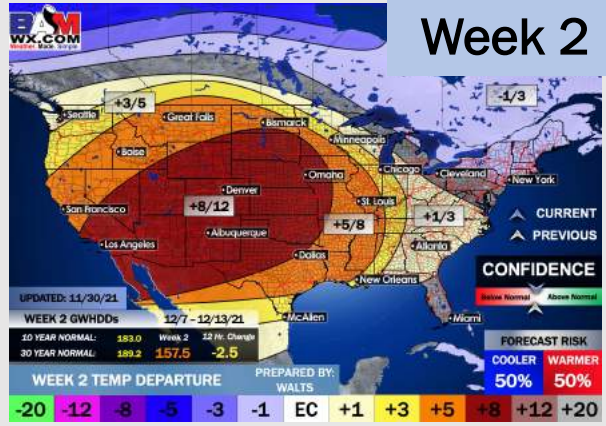 BAM
WX.COM
Weather. Made. Simple.
Week 2
-1/3
+3/5
Seattle
Great Falls
Bismarck
Minneapolis
Boise
Chicago
Cleveland
New York
Omaha
Denver
+8/12
St. Louis
San Francisco
+5/8
+1/3
CURRENT
Albuquerque
PREVIOUS
Los Angeles
Atlanta
Dallas
CONFIDENCE
New Orleans
Below Normal
Above Normal
UPDATED: 11/30/21
WEEK 2 GWHDDs
12/7 - 12/13/21
McAllen
Miami
10 YEAR NORMAL: 183.0 Week 2 12 Hr. Change
30 YEAR NORMAL: 189.2 157.5 -2.5
FORECAST RISK
COOLER WARMER
50% 50%
WEEK 2 TEMP DEPARTURE
PREPARED BY:
WALTS
-20 -12 -8 -5 -3 -1 EC +1 +3 +5 +8 +12 +20